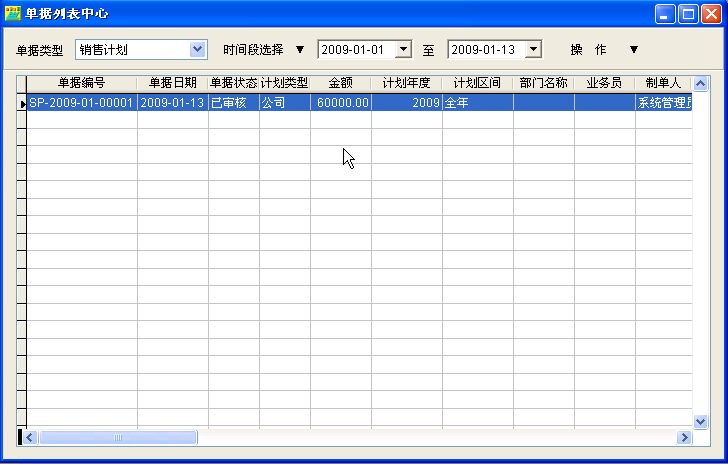 单据列表中心
单据类型 销售计划 时间段选择 ▼ 2009-01-01 至 2009-01-13 操 作 ▼
单据编号 单据日期 单据状态 计划类型 金额 计划年度 计划区间 部门名称 业务员 制单人
SP-2009-01-00001 2009-01-13 已审核 公司 60000.00 2009 全年 系统管理员